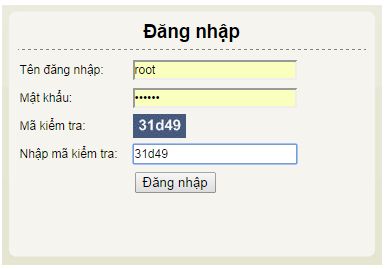 Đăng nhập
Tên đăng nhập: root
Mật khẩu: ••••••
Mã kiểm tra: 31d49
Nhập mã kiểm tra: 31d49
Đăng nhập